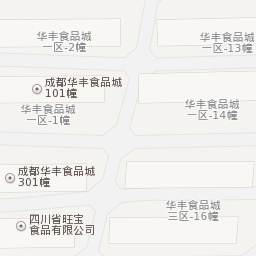 华丰食品城
一区-2幢
华丰食品城
一区-13幢
成都华丰食品城
101幢
华丰食品城
一区-1幢
华丰食品城
一区-14幢
成都华丰食品城
301幢
华丰食品城
三区-16幢
四川省旺宝
食品有限公司